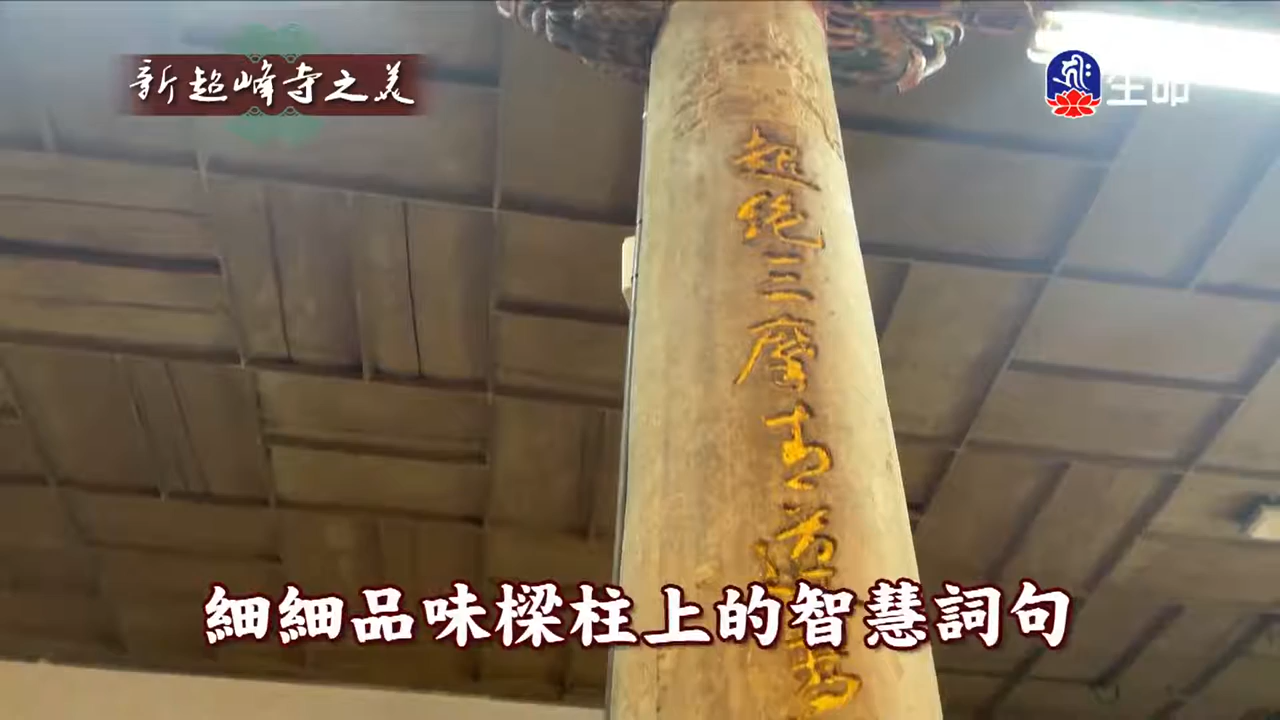 新超峰寺之美
生命
超絕三摩
道
細細品味樑柱上的智慧詞句